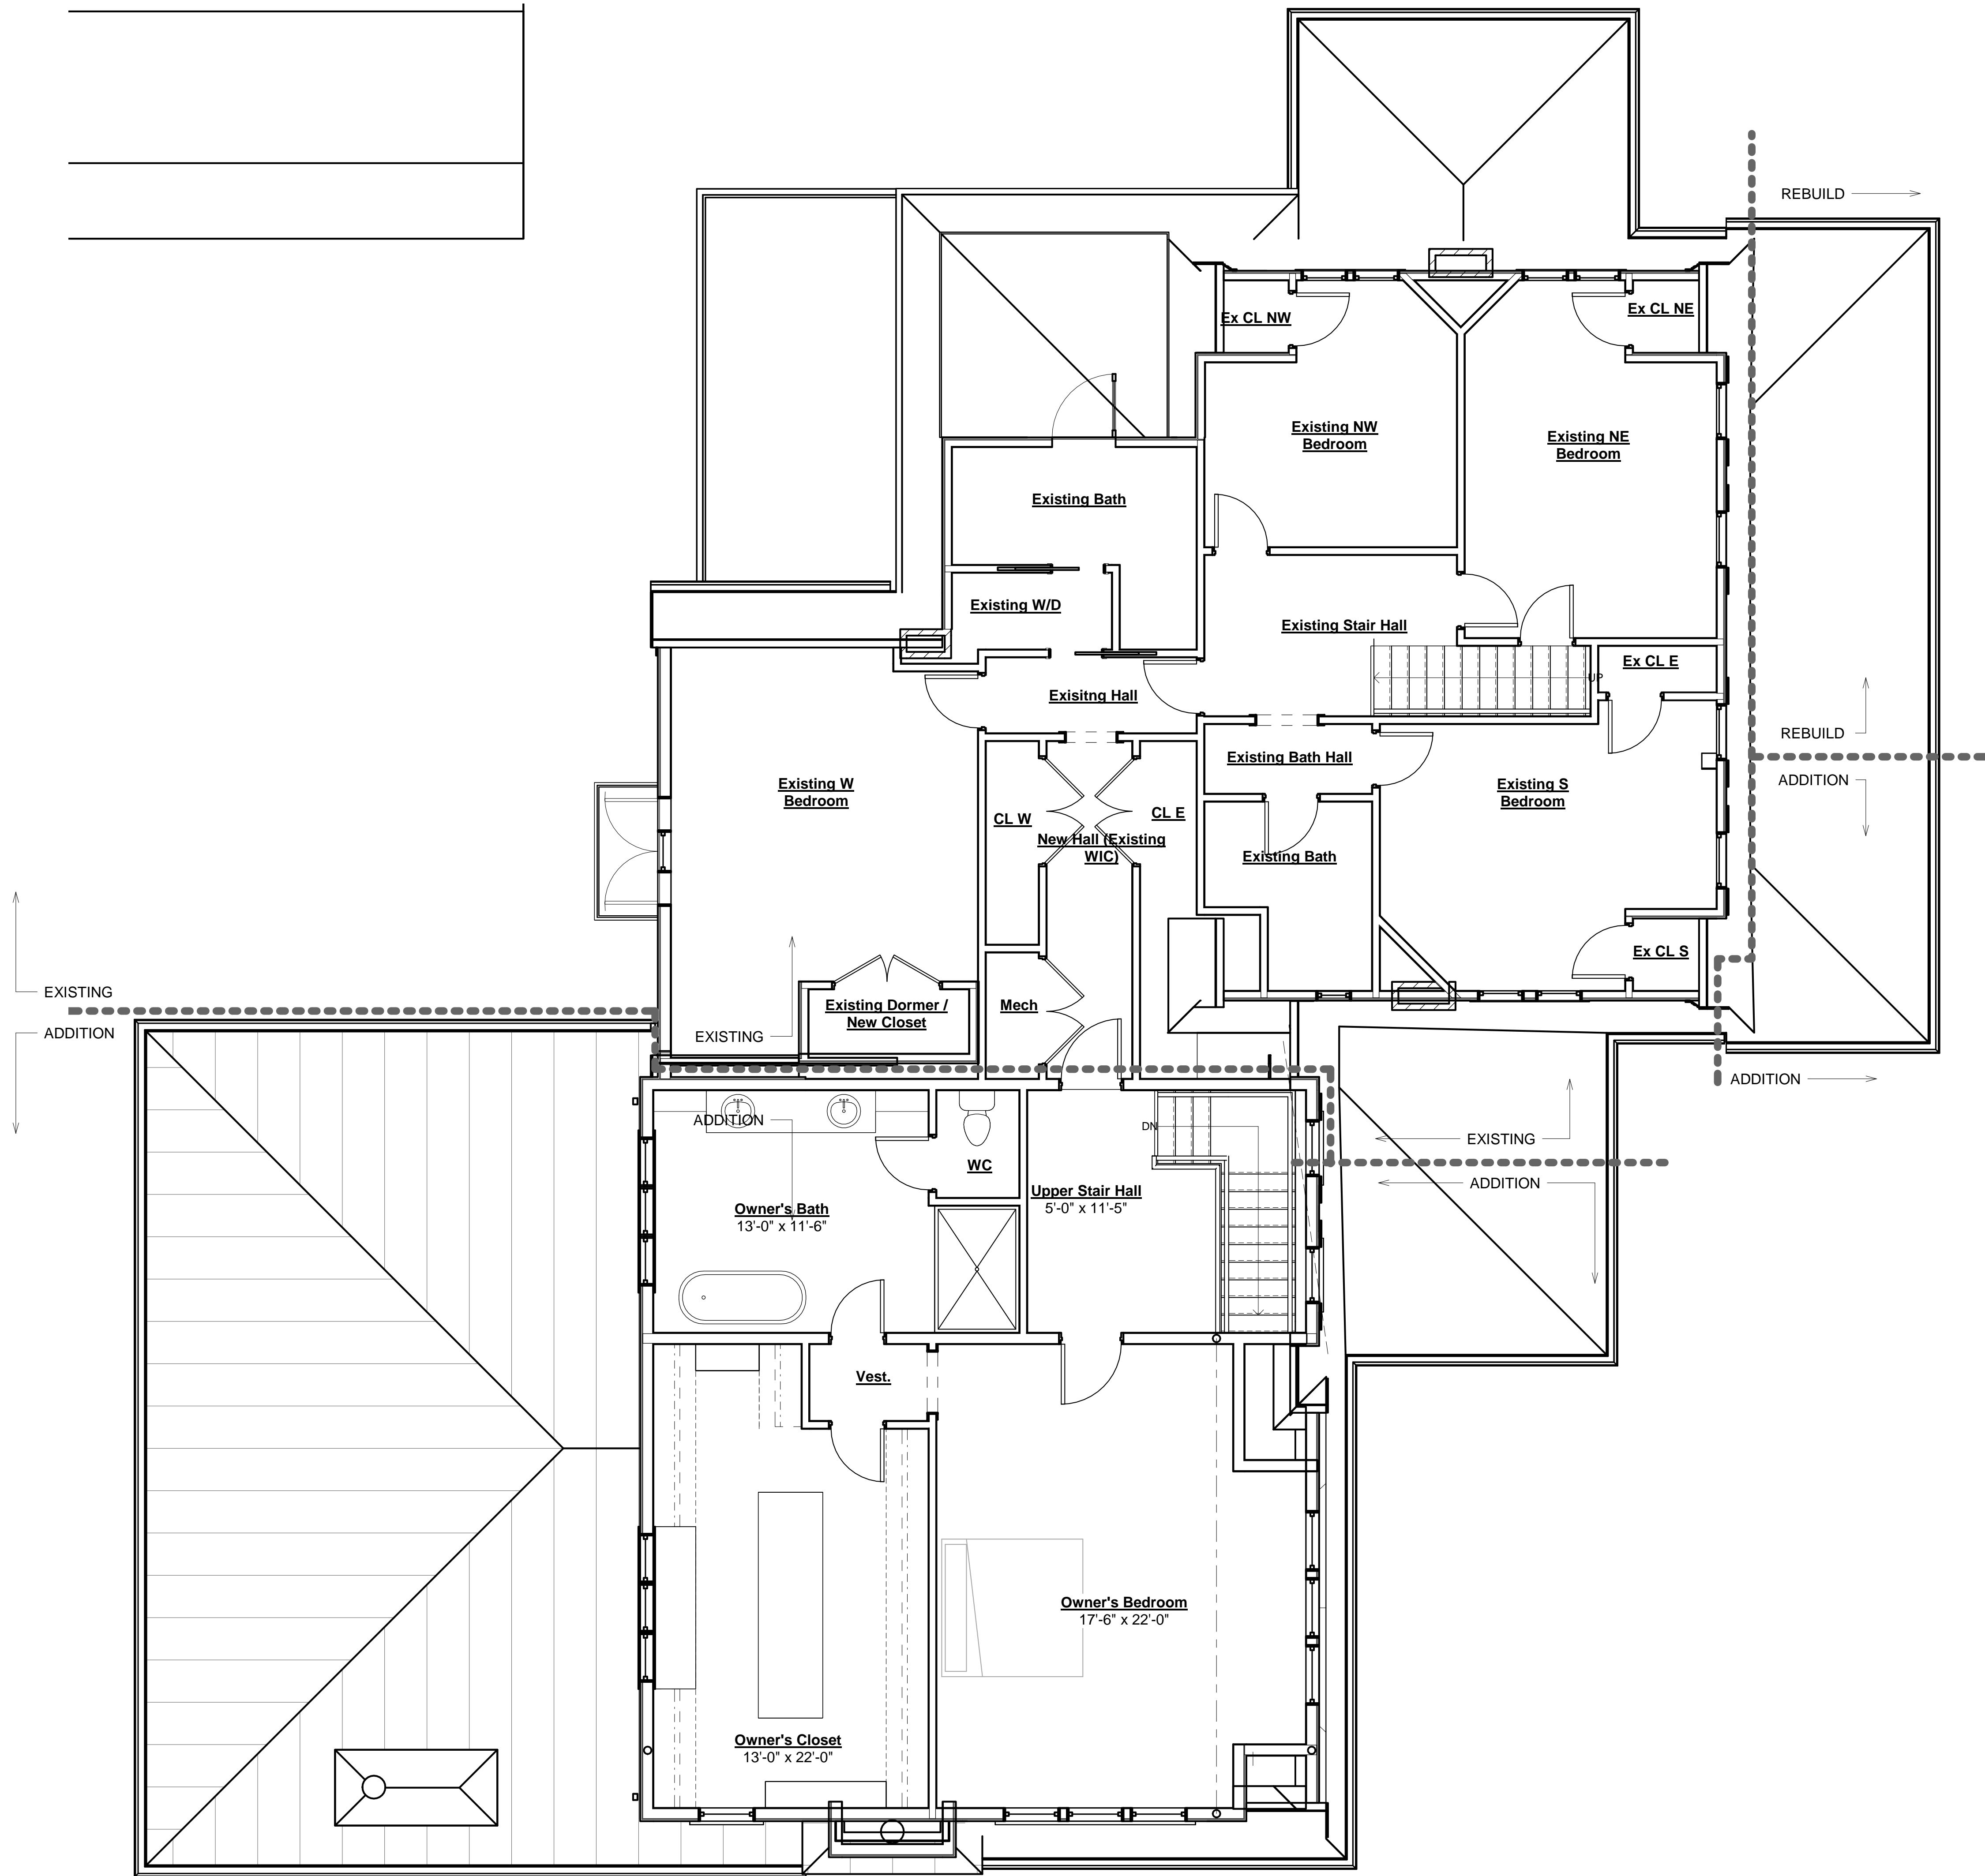 REBUILD
Ex CL NW
Ex CL NE
Existing NW
Bedroom
Existing NE
Bedroom
Existing Bath
Existing W/D
Existing Stair Hall
Ex CL E
UP
Exisitng Hall
REBUILD
Existing Bath Hall
ADDITION
Existing W
Bedroom
Existing S
Bedroom
CL W
CL E
New Hall (Existing
WIC)
Existing Bath
Ex CL S
EXISTING
Existing Dormer /
New Closet
Mech
ADDITION
EXISTING
ADDITION
ADDITION
DN
EXISTING
WC
ADDITION
Upper Stair Hall
5'-0" x 11'-5"
Owner's Bath
13'-0" x 11'-6"
Vest.
Owner's Bedroom
17'-6" x 22'-0"
Owner's Closet
13'-0" x 22'-0"